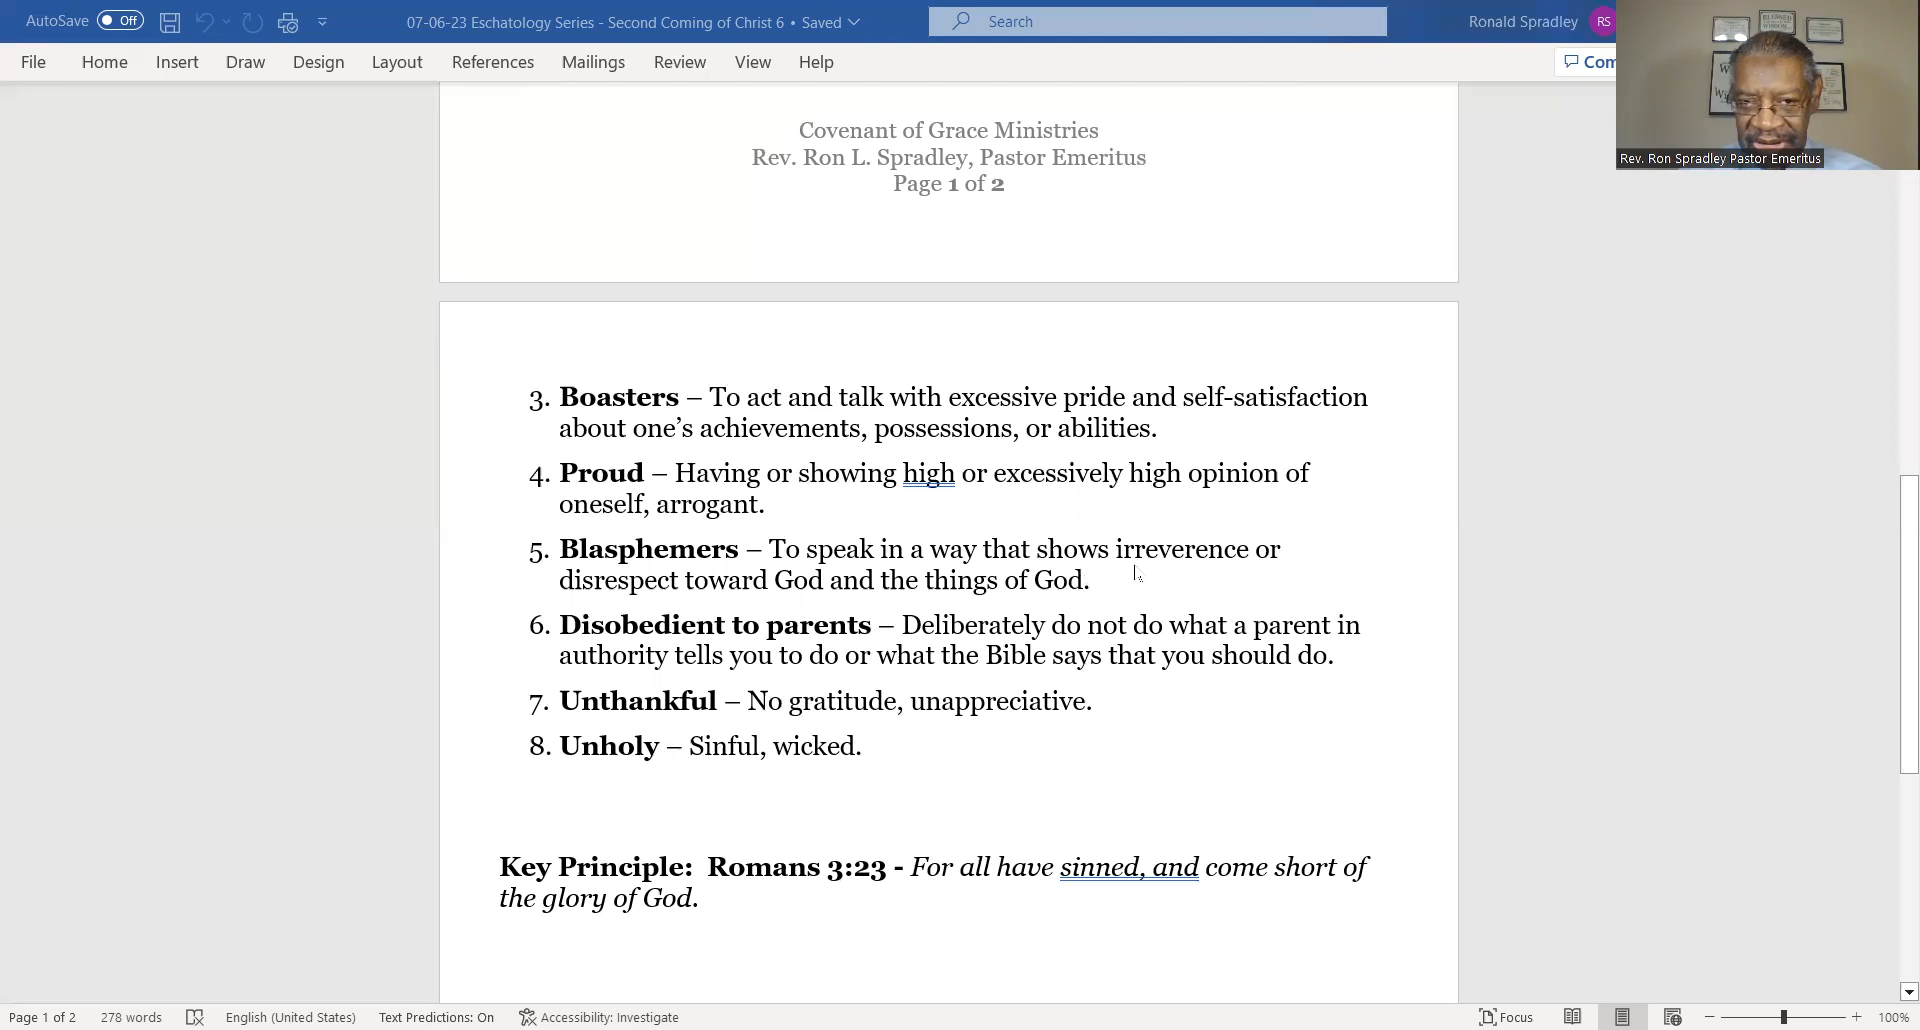 AutoSave Off 07-06-23 Eschatology Series - Second Coming of Christ 6 • Saved Search Ronald Spradley RS
File Home Insert Draw Design Layout References Mailings Review View Help Com
Rev. Ron Spradley Pastor Emeritus
Covenant of Grace Ministries
Rev. Ron L. Spradley, Pastor Emeritus
Page 1 of 2
3. Boasters – To act and talk with excessive pride and self-satisfaction
about one’s achievements, possessions, or abilities.
4. Proud – Having or showing high or excessively high opinion of
oneself, arrogant.
5. Blasphemers – To speak in a way that shows irreverence or
disrespect toward God and the things of God.
6. Disobedient to parents – Deliberately do not do what a parent in
authority tells you to do or what the Bible says that you should do.
7. Unthankful – No gratitude, unappreciative.
8. Unholy – Sinful, wicked.
Key Principle: Romans 3:23 - For all have sinned, and come short of
the glory of God.
Page 1 of 2 278 words English (United States) Text Predictions: On Accessibility: Investigate Focus 100%